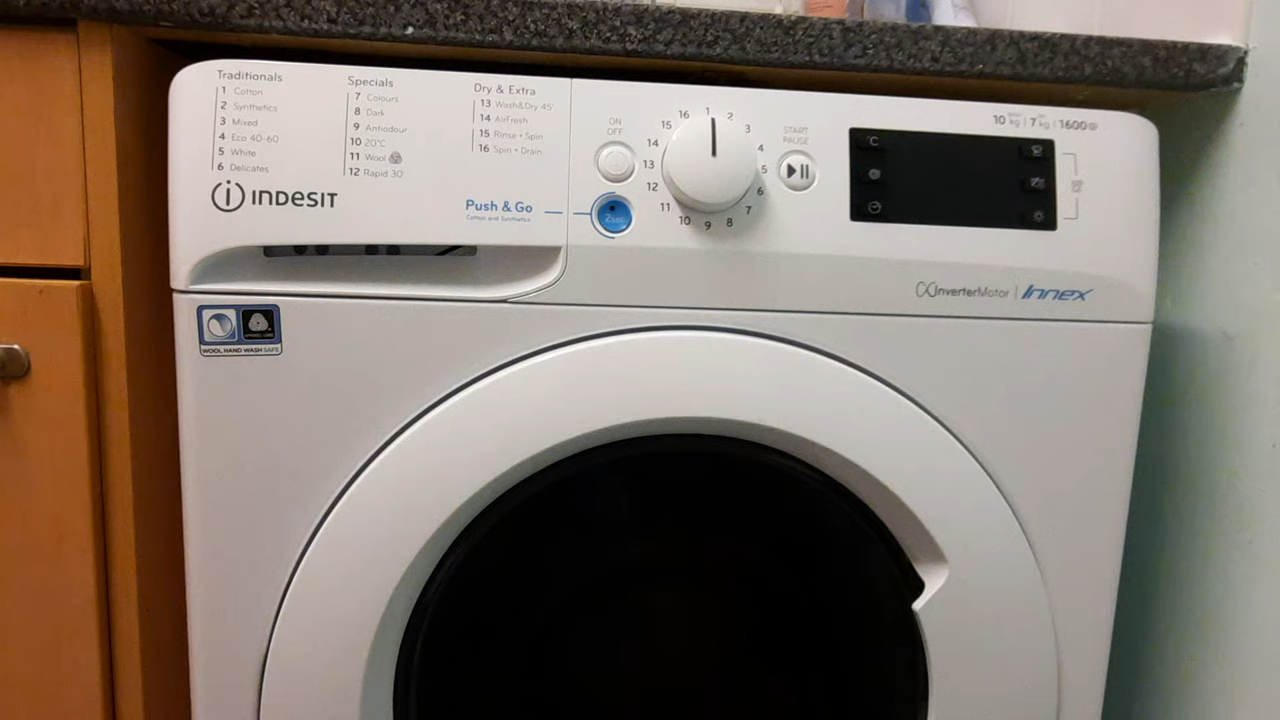 Traditionals
1 Cotton
2 Synthetics
3 Mixed
4 Eco 40-60
5 White
6 Delicates
Specials
7 Colours
8 Dark
9 Antiodour
10 20°C
11 Wool
12 Rapid 30'
Dry & Extra
13 Wash&Dry 45'
14 AirFresh
15 Rinse + Spin
16 Spin + Drain
INDESIT
Push & Go
Cotton and Synthetics
ON
OFF
1
2
3
4
5
6
7
8
9
10
11
12
13
14
15
16
START
PAUSE
10 kg | 7 kg | 1600
°C
InverterMotor | Innex
WOOL HAND WASH SAFE